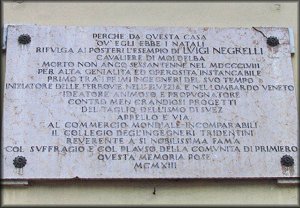 PERCHE DA QUESTA CASA
OV'EGLI EBBE I NATALI
RIFULGA AI POSTERI L'ESEMPIO DI LUIGI NEGRELLI
CAVALIERE DI MOLDELBA
MORTO NON ANCO SESSANTENNE NEL MDCCCLVIII
PER ALTA GENIALITA ED OPEROSITA INSTANCABILE
PRIMO TRA I PRIMI INGEGNERI DEL SUO TEMPO
INIZIATORE DELLE FERROVIE NELL'SVIZZERA E NEL LOMBARDO VENETO
IDEATORE ANIMOSO E PROPUGNATORE
CONTRO MEN GRANDIOSI PROGETTI
DEL TAGLIO DELL'ISMO DI SUEZ
APPELLO E VIA
AL COMMERCIO MONDIALE INCOMPARABILI
IL COLLEGIO DEGL'INGEGNERI TRIDENTINI
REVERENTE A SI NOBILISSIMA FAMA
COL SUFFRAGIO E COL PLAUSO DELLA COMUNITA DI PRIMIERO
QUESTA MEMORIA POSE
MCMXIII